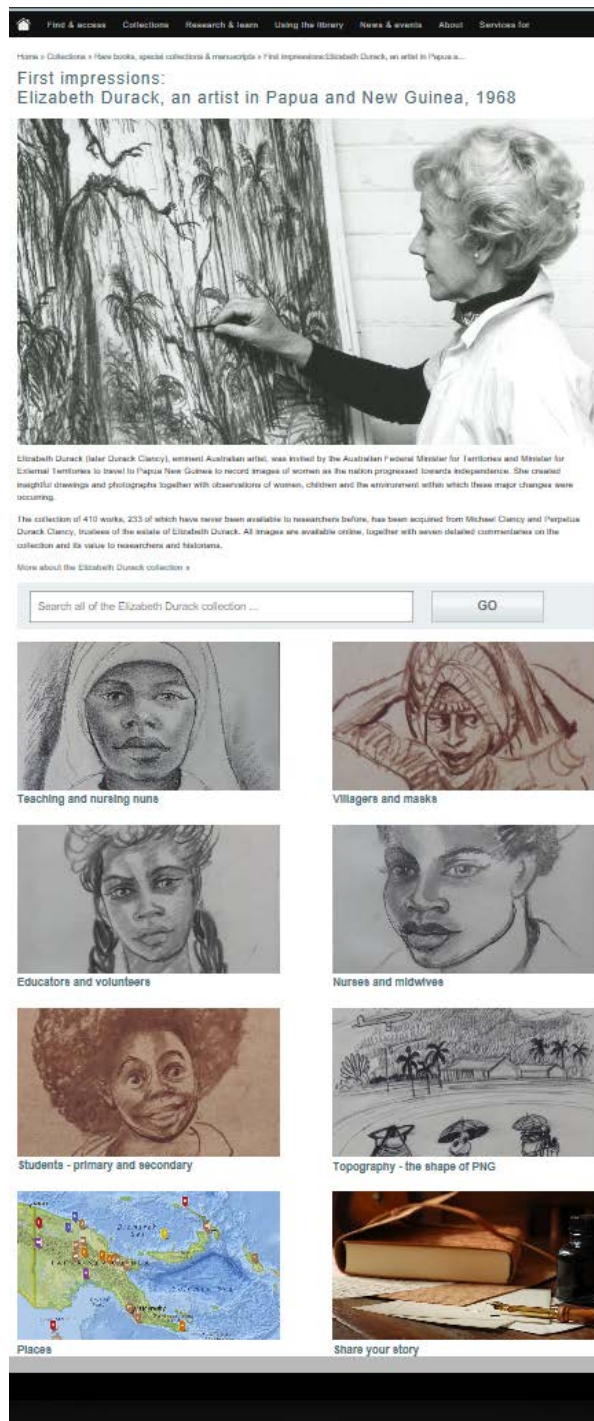 Find & access Collections Research & learn Using the library News & events About Services for
Home » Collections » Rare books, special collections & manuscripts » First impressions:Elizabeth Durack, an artist in Papua a...
First impressions:
Elizabeth Durack, an artist in Papua and New Guinea, 1968
Elizabeth Durack (later Durack Clancy), eminent Australian artist, was invited by the Australian Federal Minister for Territories and Minister for
External Territories to travel to Papua New Guinea to record images of women as the nation progressed towards independence. She created
insightful drawings and photographs together with observations of women, children and the environment within which these major changes were
occurring.
The collection of 410 works, 233 of which have never been available to researchers before, has been acquired from Michael Clancy and Perpetua
Durack Clancy, trustees of the estate of Elizabeth Durack. All images are available online, together with seven detailed commentaries on the
collection and its value to researchers and historians.
More about the Elizabeth Durack collection »
Search all of the Elizabeth Durack collection ... GO
Teaching and nursing nuns Villagers and masks
Educators and volunteers Nurses and midwives
Students - primary and secondary Topography - the shape of PNG
Places Share your story